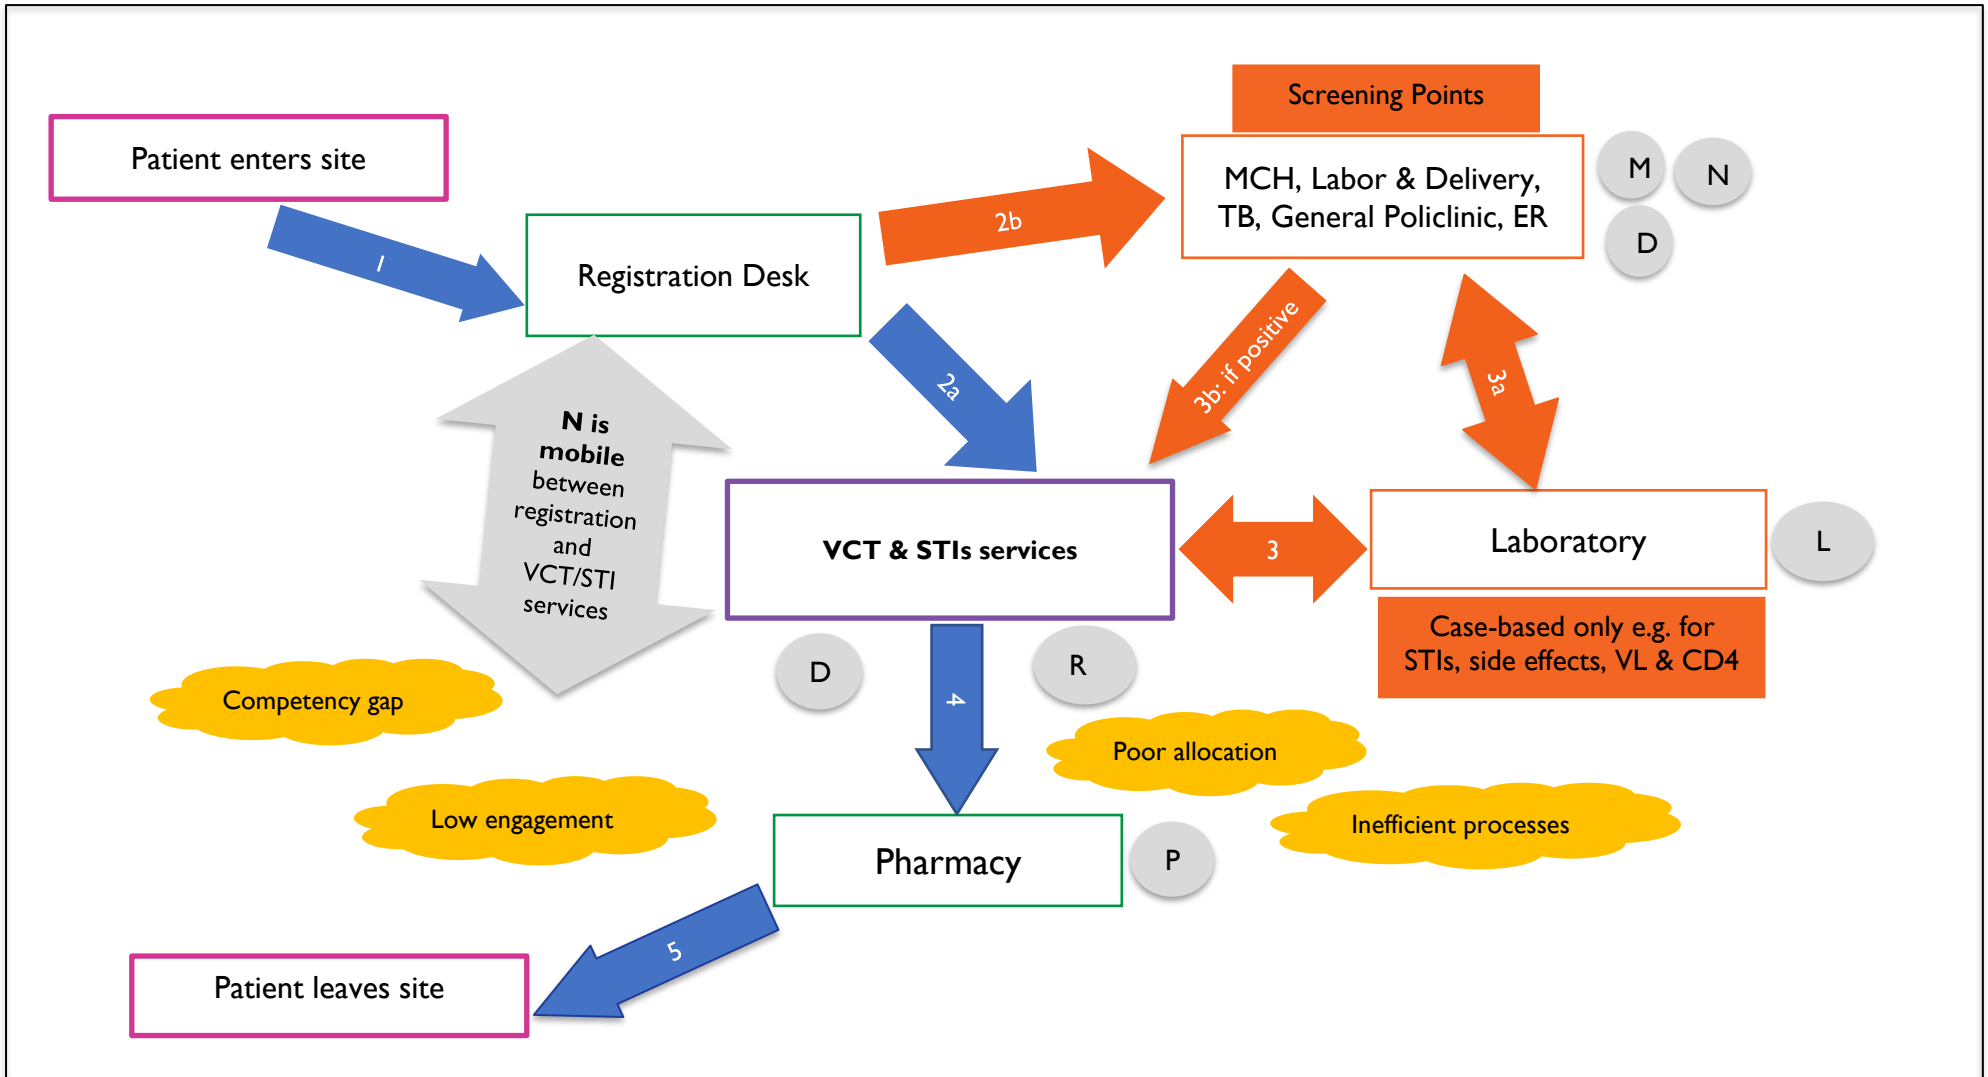 Screening Points
Patient enters site
MCH, Labor & Delivery,
TB, General Policlinic, ER
M
N
D
1
2b
Registration Desk
2a
3b: if positive
3a
N is
mobile
between
registration
and
VCT/STI
services
VCT & STIs services
3
Laboratory
L
Case-based only e.g. for
STIs, side effects, VL & CD4
D
R
4
Competency gap
Poor allocation
Low engagement
Inefficient processes
Pharmacy
P
5
Patient leaves site